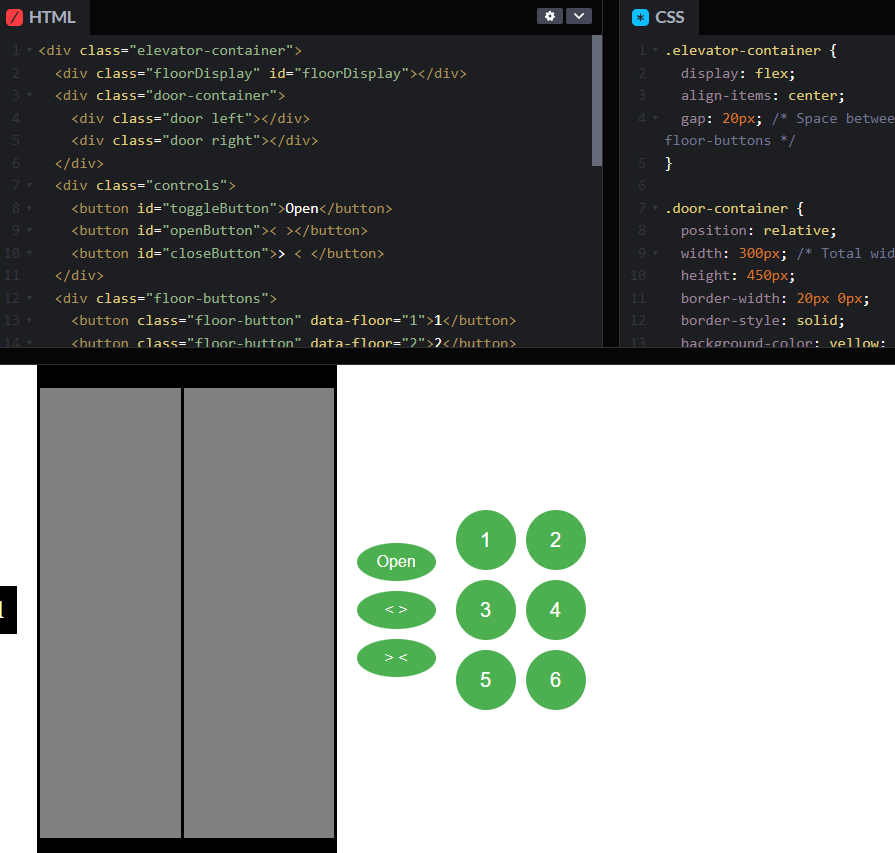 HTML
1 <div class="elevator-container">
2 <div class="floorDisplay" id="floorDisplay"></div>
3 <div class="door-container">
4 <div class="door left"></div>
5 <div class="door right"></div>
6 </div>
7 <div class="controls">
8 <button id="toggleButton">Open</button>
9 <button id="openButton">< ></button>
10 <button id="closeButton">> < </button>
11 </div>
12 <div class="floor-buttons">
13 <button class="floor-button" data-floor="1">1</button>
14 <button class="floor-button" data-floor="2">2</button>
CSS
1 .elevator-container {
2 display: flex;
3 align-items: center;
4 gap: 20px; /* Space betwee
floor-buttons */
5 }
6
7 .door-container {
8 position: relative;
9 width: 300px; /* Total wid
10 height: 450px;
11 border-width: 20px 0px;
12 border-style: solid;
13 background-color: yellow;
1
Open
< >
> <
1 2
3 4
5 6